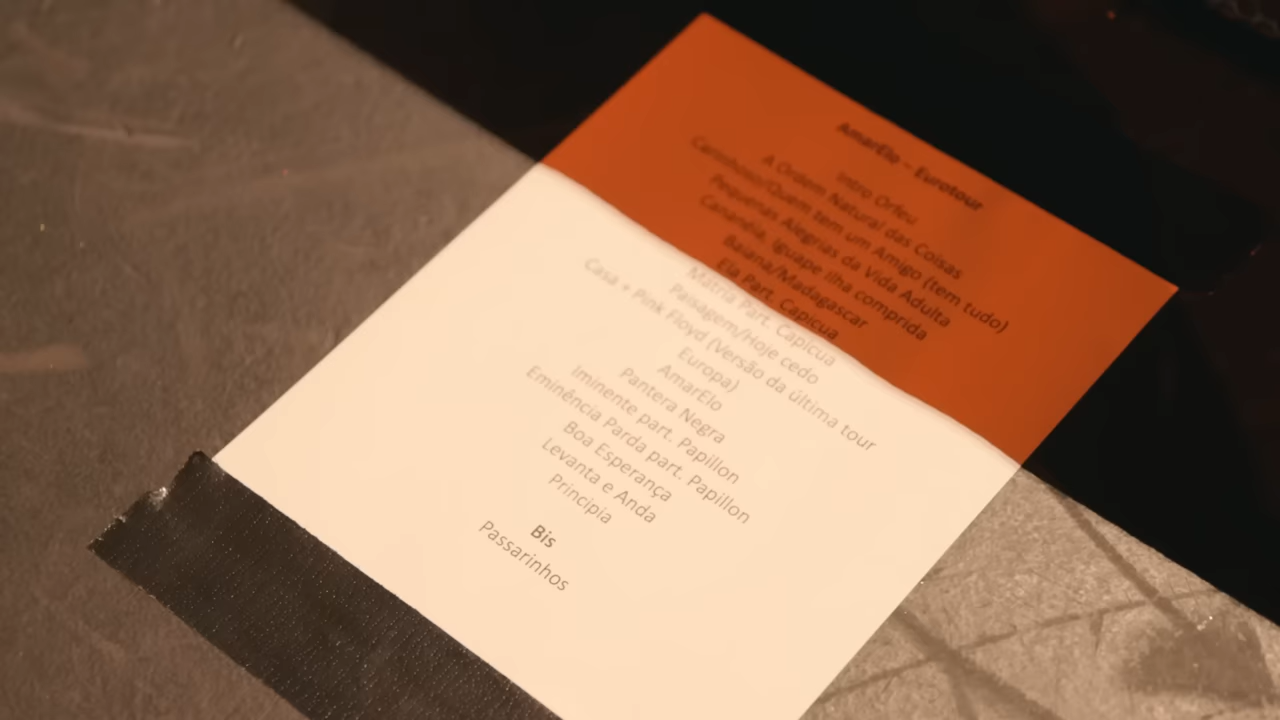 AmarElo - Eurotour
Intro Orfeu
A Ordem Natural das Coisas
Carinhoso/Quem tem um Amigo (tem tudo)
Pequenas Alegrias da Vida Adulta
Cananéia, Iguape Ilha comprida
Baiana/Madagascar
Ela Part. Capicua
Matria Part. Capicua
Paisagem/Hoje cedo
Casa + Pink Floyd (Versão da última tour
Europa)
AmarElo
Pantera Negra
Iminente part. Papillon
Eminência Parda part. Papillon
Boa Esperança
Levanta e Anda
Principia
Bis
Passarinhos